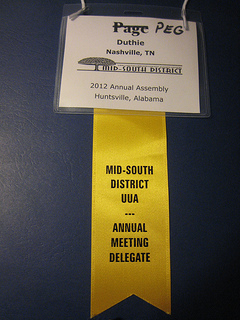 Page PEG
Duthie
Nashville, TN
MID-SOUTH DISTRICT
2012 Annual Assembly
Huntsville, Alabama
MID-SOUTH
DISTRICT
UUA
---
ANNUAL
MEETING
DELEGATE